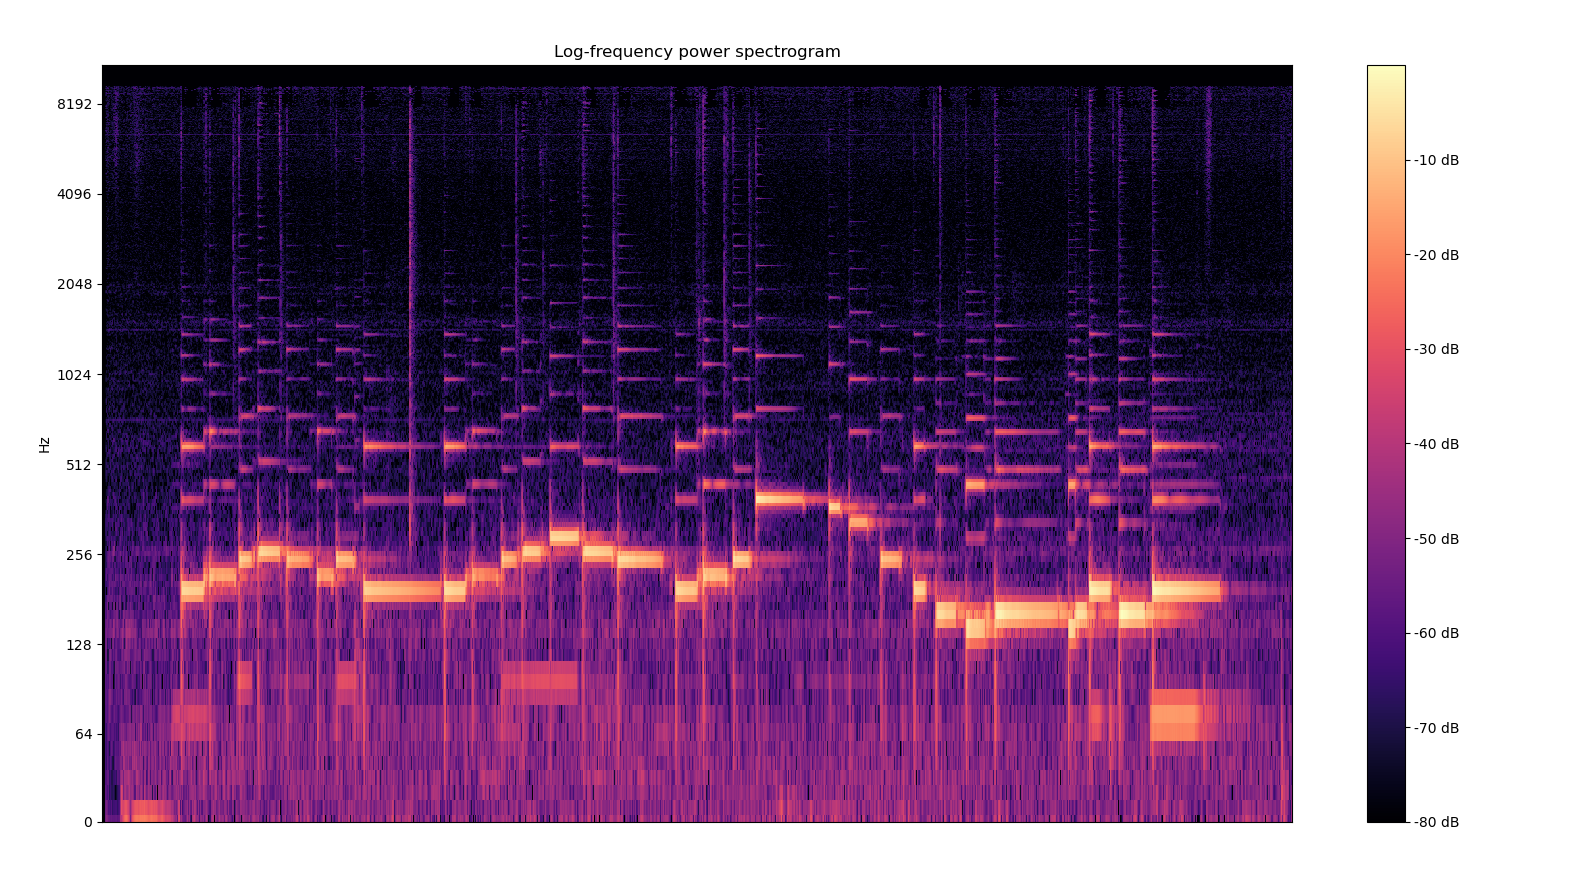 Log-frequency power spectrogram
8192
4096
2048
1024
512
256
128
64
0
Hz
-10 dB
-20 dB
-30 dB
-40 dB
-50 dB
-60 dB
-70 dB
-80 dB